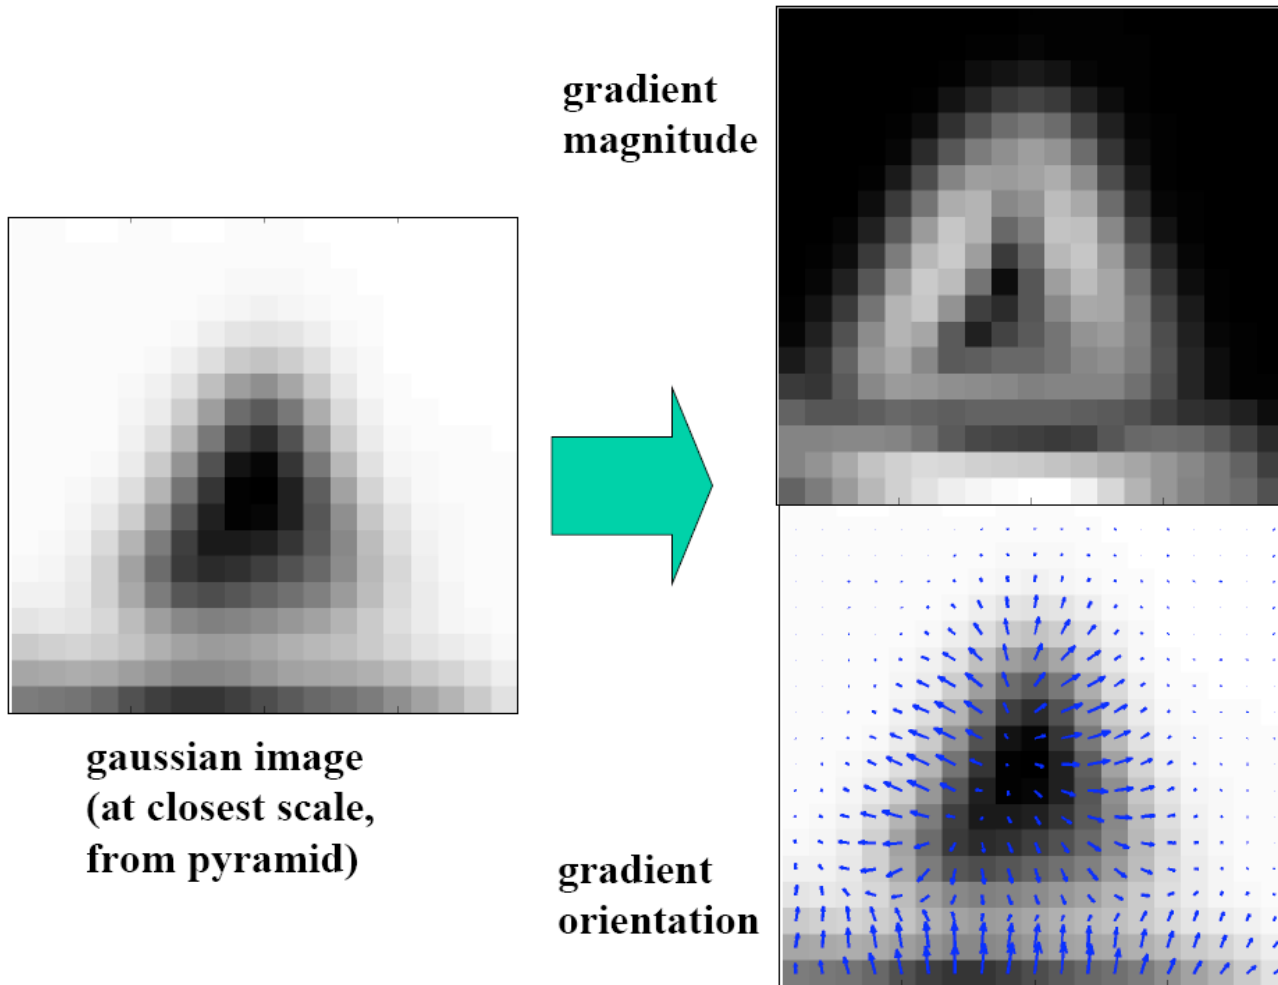 gradient
magnitude
gaussian image
(at closest scale,
from pyramid)
gradient
orientation